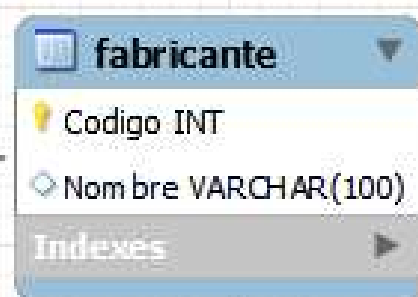 fabricante
Codigo INT
Nombre VARCHAR(100)
Indexes